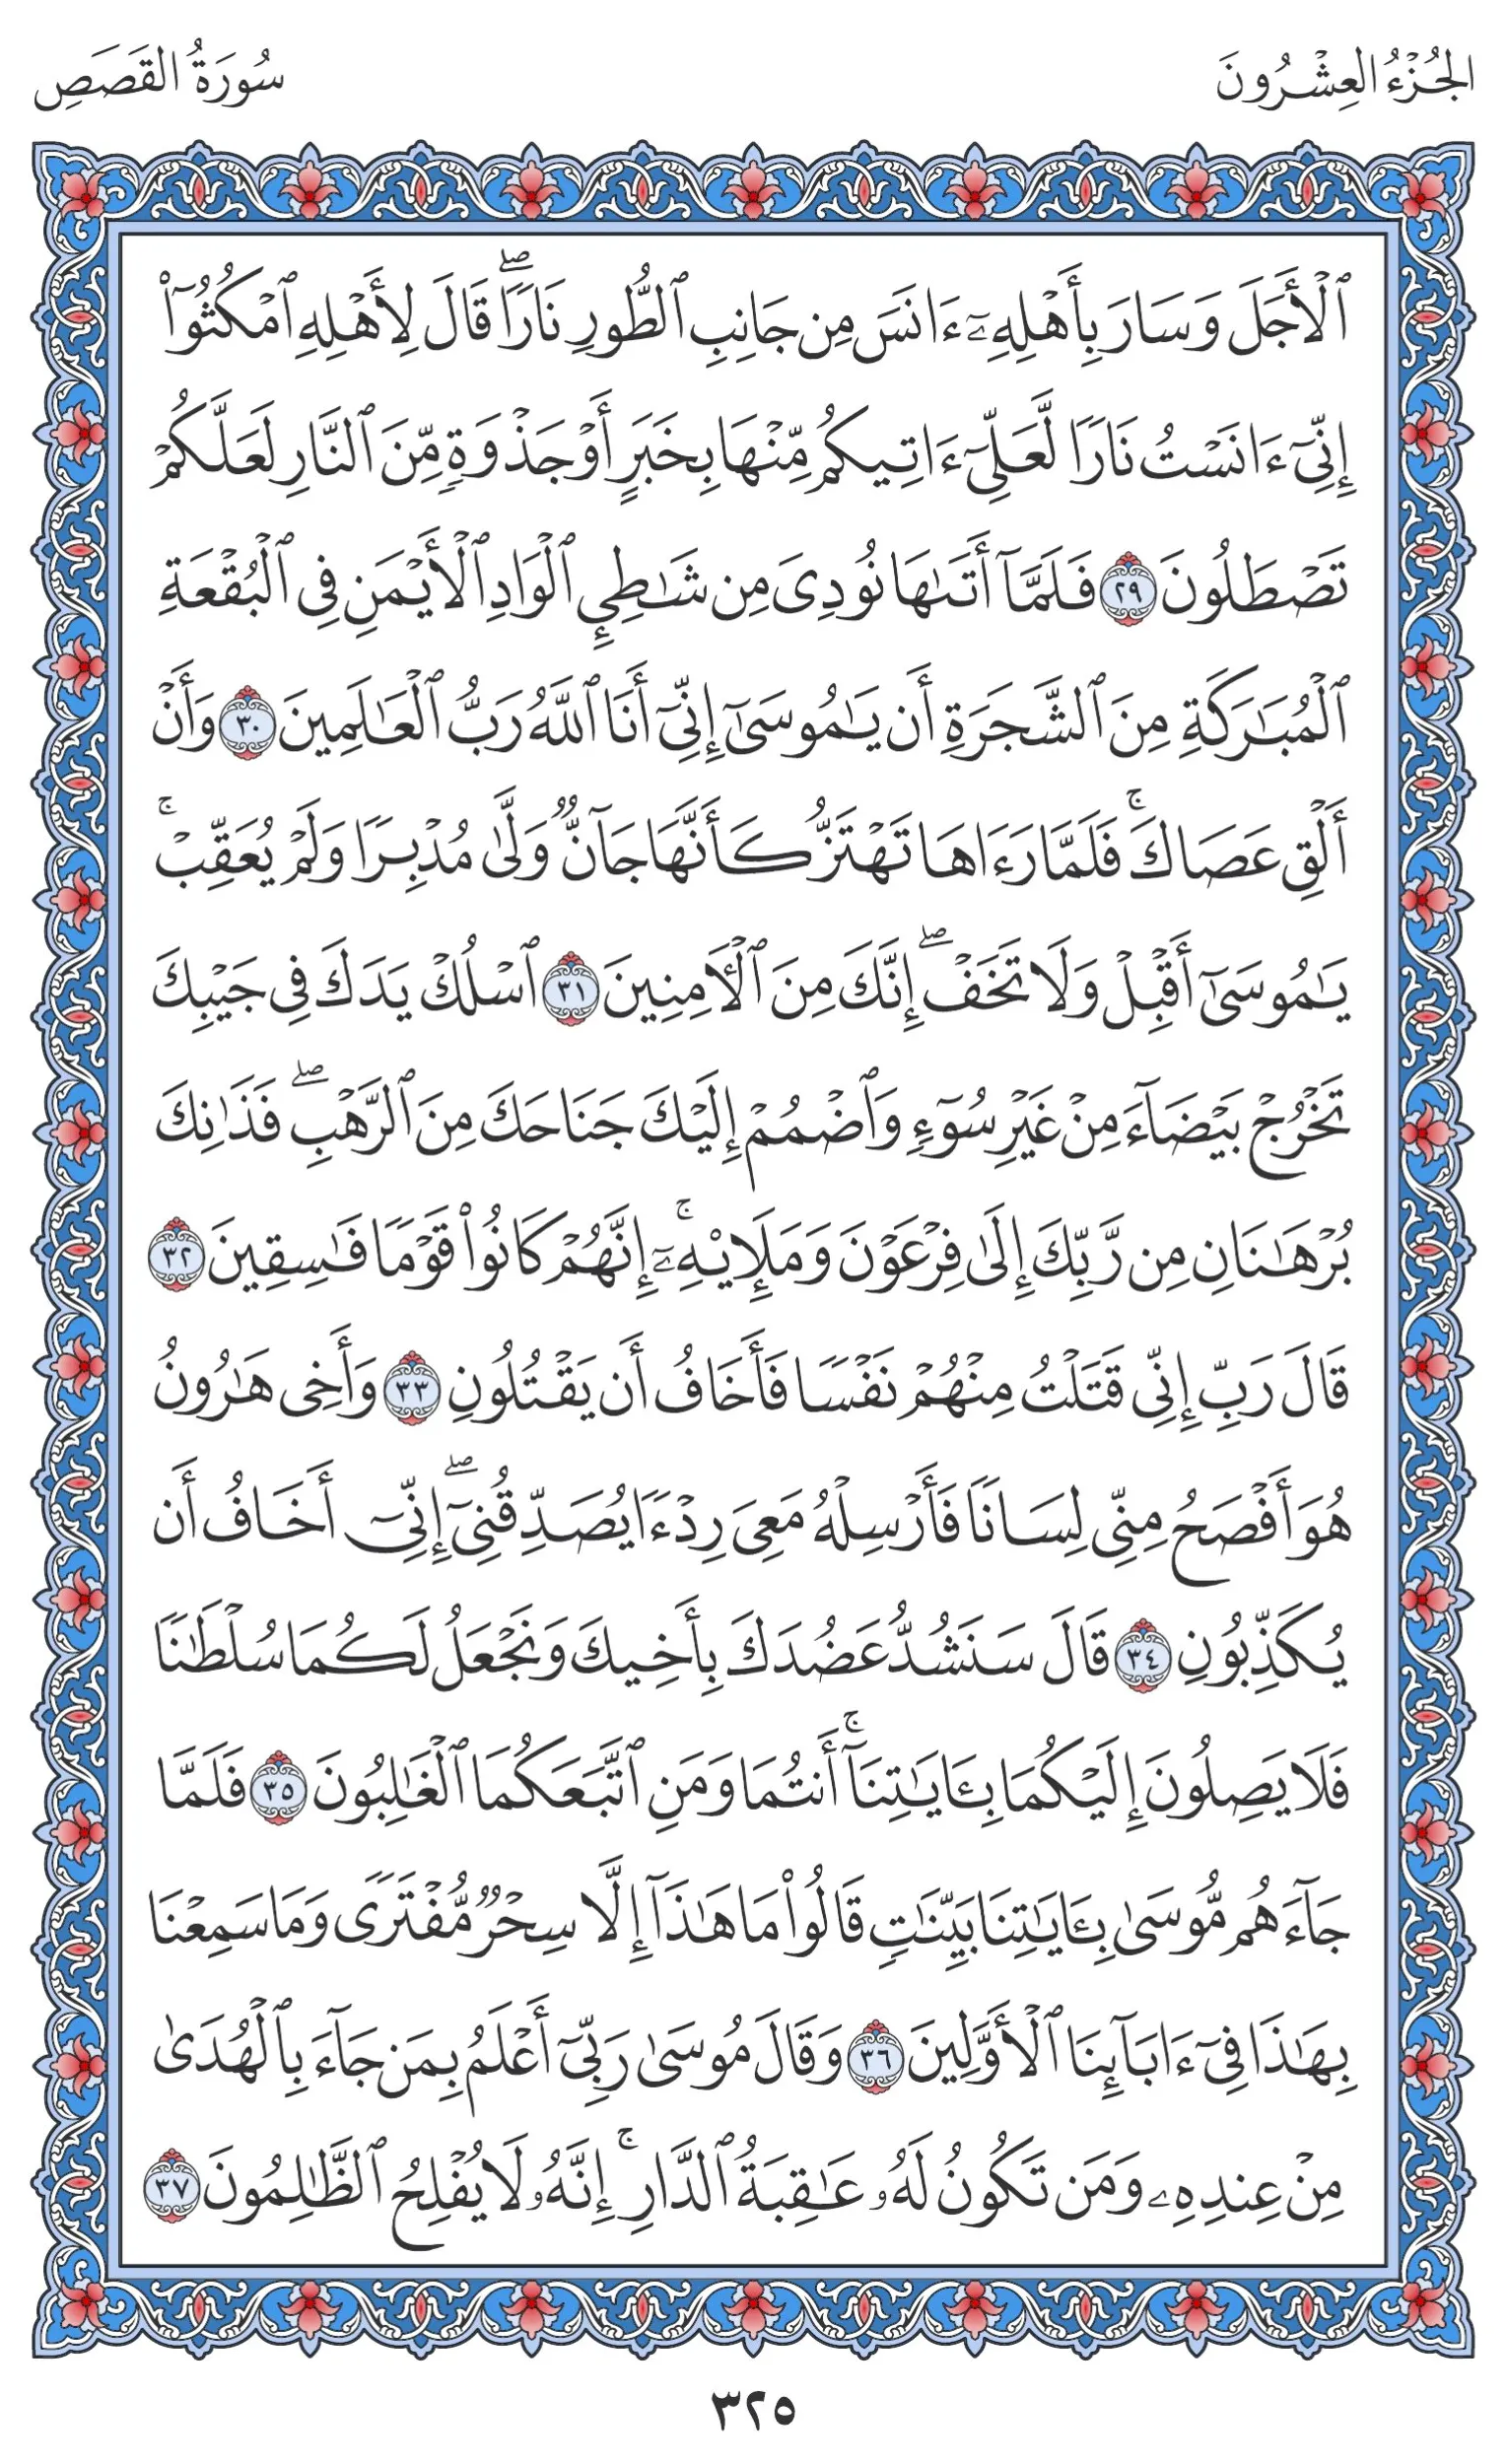 الجُزْءُ العِشْرُونَ
سُورَةُ القَصَصِ
ٱلْأَجَلَ وَسَارَ بِأَهْلِهِۦٓ ءَانَسَ مِن جَانِبِ ٱلطُّورِ نَارًاۖ قَالَ لِأَهْلِهِ ٱمْكُثُوٓا۟
إِنِّىٓ ءَانَسْتُ نَارًا لَّعَلِّىٓ ءَاتِيكُم مِّنْهَا بِخَبَرٍ أَوْ جَذْوَةٍ مِّنَ ٱلنَّارِ لَعَلَّكُمْ
تَصْطَلُونَ ٢٩ فَلَمَّآ أَتَىٰهَا نُودِىَ مِن شَـٰطِئِ ٱلْوَادِ ٱلْأَيْمَنِ فِى ٱلْبُقْعَةِ
ٱلْمُبَـٰرَكَةِ مِنَ ٱلشَّجَرَةِ أَن يَـٰمُوسَىٰٓ إِنِّىٓ أَنَا ٱللَّهُ رَبُّ ٱلْعَـٰلَمِينَ ٣٠ وَأَنْ
أَلْقِ عَصَاكَۚ فَلَمَّا رَءَاهَا تَهْتَزُّ كَأَنَّهَا جَآنٌّ وَلَّىٰ مُدْبِرًا وَلَمْ يُعَقِّبْۚ
يَـٰمُوسَىٰٓ أَقْبِلْ وَلَا تَخَفْۖ إِنَّكَ مِنَ ٱلْـَٔامِنِينَ ٣١ ٱسْلُكْ يَدَكَ فِى جَيْبِكَ
تَخْرُجْ بَيْضَآءَ مِنْ غَيْرِ سُوٓءٍ وَٱضْمُمْ إِلَيْكَ جَنَاحَكَ مِنَ ٱلرَّهْبِۖ فَذَٰنِكَ
بُرْهَـٰنَانِ مِن رَّبِّكَ إِلَىٰ فِرْعَوْنَ وَمَلَإِي۟هِۦٓۚ إِنَّهُمْ كَانُوا۟ قَوْمًا فَـٰسِقِينَ ٣٢
قَالَ رَبِّ إِنِّى قَتَلْتُ مِنْهُمْ نَفْسًا فَأَخَافُ أَن يَقْتُلُونِ ٣٣ وَأَخِى هَـٰرُونُ
هُوَ أَفْصَحُ مِنِّى لِسَانًا فَأَرْسِلْهُ مَعِىَ رِدْءًا يُصَدِّقُنِىٓۖ إِنِّىٓ أَخَافُ أَن
يُكَذِّبُونِ ٣٤ قَالَ سَنَشُدُّ عَضُدَكَ بِأَخِيكَ وَنَجْعَلُ لَكُمَا سُلْطَـٰنًا
فَلَا يَصِلُونَ إِلَيْكُمَا بِـَٔايَـٰتِنَآۚ أَنتُمَا وَمَنِ ٱتَّبَعَكُمَا ٱلْغَـٰلِبُونَ ٣٥ فَلَمَّا
جَآءَهُم مُّوسَىٰ بِـَٔايَـٰتِنَا بَيِّنَـٰتٍ قَالُوا۟ مَا هَـٰذَآ إِلَّا سِحْرٌ مُّفْتَرًى وَمَا سَمِعْنَا
بِهَـٰذَا فِىٓ ءَابَآئِنَا ٱلْأَوَّلِينَ ٣٦ وَقَالَ مُوسَىٰ رَبِّىٓ أَعْلَمُ بِمَن جَآءَ بِٱلْهُدَىٰ
مِنْ عِندِهِۦ وَمَن تَكُونُ لَهُۥ عَـٰقِبَةُ ٱلدَّارِۚ إِنَّهُۥ لَا يُفْلِحُ ٱلظَّـٰلِمُونَ ٣٧
٣٢٥